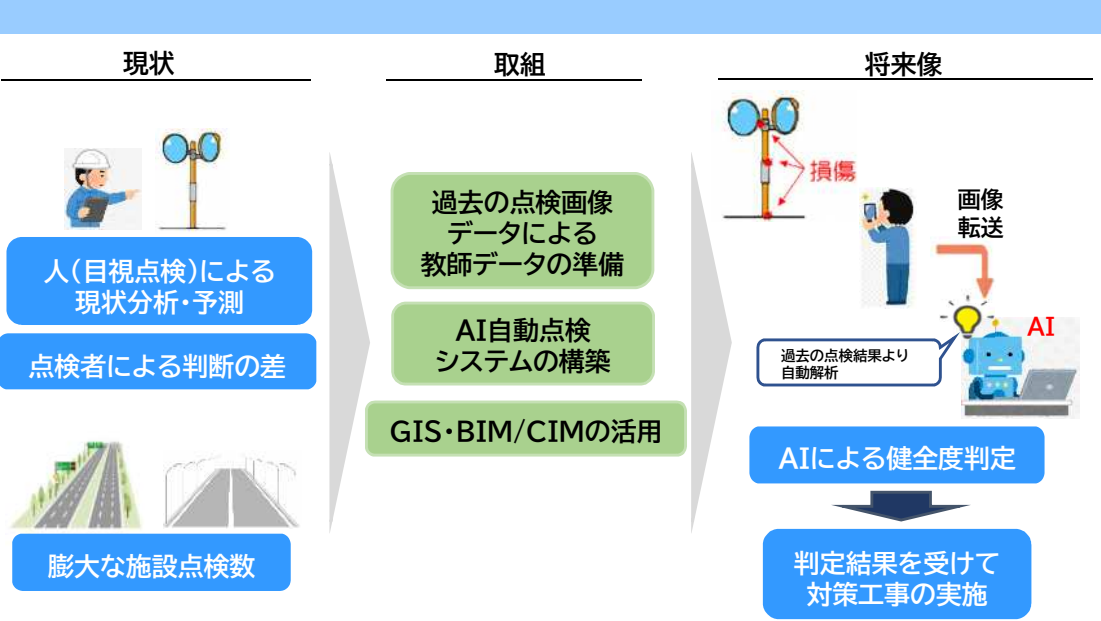 現状
人(目視点検)による
現状分析・予測
点検者による判断の差
膨大な施設点検数
取組
過去の点検画像
データによる
教師データの準備
AI自動点検
システムの構築
GIS・BIM/CIMの活用
将来像
損傷
画像
転送
AI
過去の点検結果より
自動解析
AIによる健全度判定
判定結果を受けて
対策工事の実施